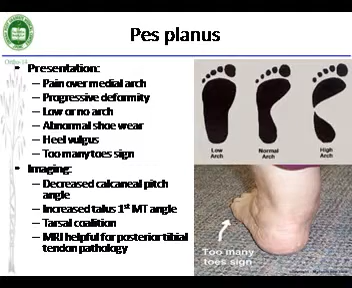 Pes planus
Ortho-14
• Presentation:
– Pain over medial arch
– Progressive deformity
– Low or no arch
– Abnormal shoe wear
– Heel vulgus
– Too many toes sign
• Imaging:
– Decreased calcaneal pitch
angle
– Increased talus 1st MT angle
– Tarsal coalition
– MRI helpful for posterior tibial
tendon pathology
Low
Arch
Normal
Arch
High
Arch
Too many
toes sign